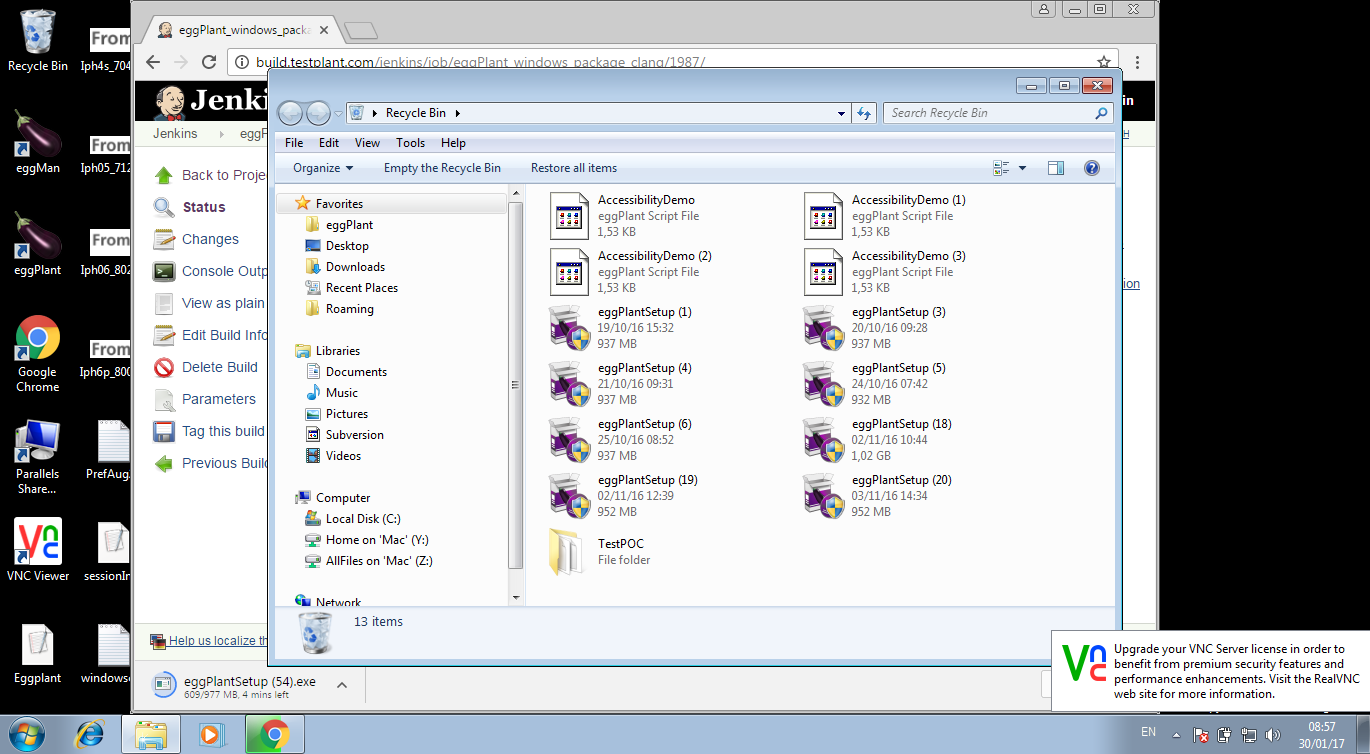 Recycle Bin
From
Iph4s_704
eggMan
From
Iph05_712
eggPlant
From
Iph06_802
Google
Chrome
From
Iph6p_800
Parallels
Share...
PrefAug
VNC Viewer
sessionIn
Eggplant
windows
eggPlant_windows_packa
build.testplant.com/jenkins/job/eggPlant_windows_package_clang/1987/
Jenki
in
Jenkins
eggP
Back to Proje
Status
Changes
Console Outp
View as plain
Edit Build Info
Delete Build
Parameters
Tag this build
Previous Build
ion
Help us localize th
eggPlantSetup (54).exe
609/977 MB, 4 mins left
Recycle Bin
Search Recycle Bin
File Edit View Tools Help
Organize Empty the Recycle Bin Restore all items
Favorites
eggPlant
Desktop
Downloads
Recent Places
Roaming
Libraries
Documents
Music
Pictures
Subversion
Videos
Computer
Local Disk (C:)
Home on 'Mac' (Y:)
AllFiles on 'Mac' (Z:)
Network
AccessibilityDemo
eggPlant Script File
1,53 KB
AccessibilityDemo (1)
eggPlant Script File
1,53 KB
AccessibilityDemo (2)
eggPlant Script File
1,53 KB
AccessibilityDemo (3)
eggPlant Script File
1,53 KB
eggPlantSetup (1)
19/10/16 15:32
937 MB
eggPlantSetup (3)
20/10/16 09:28
937 MB
eggPlantSetup (4)
21/10/16 09:31
937 MB
eggPlantSetup (5)
24/10/16 07:42
932 MB
eggPlantSetup (6)
25/10/16 08:52
937 MB
eggPlantSetup (18)
02/11/16 10:44
1,02 GB
eggPlantSetup (19)
02/11/16 12:39
952 MB
eggPlantSetup (20)
03/11/16 14:34
952 MB
TestPOC
File folder
13 items
VNC
Upgrade your VNC Server license in order to
benefit from premium security features and
performance enhancements. Visit the RealVNC
web site for more information.
EN
08:57
30/01/17